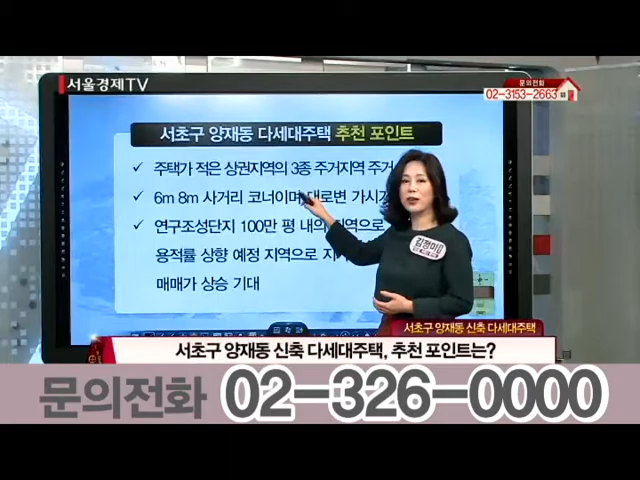 서울경제TV
문의전화
02-3153-2663
서초구 양재동 다세대주택 추천 포인트
✓ 주택가 적은 상권지역의 3종 주거지역 주거
✓ 6m 8m 사거리 코너이며 대로변 가시
✓ 연구조성단지 100만 평 내의 지역으로
용적률 상향 예정 지역으로
매매가 상승 기대
김정미
서초구 양재동 신축 다세대주택
서초구 양재동 신축 다세대주택, 추천 포인트는?
문의전화 02-326-0000